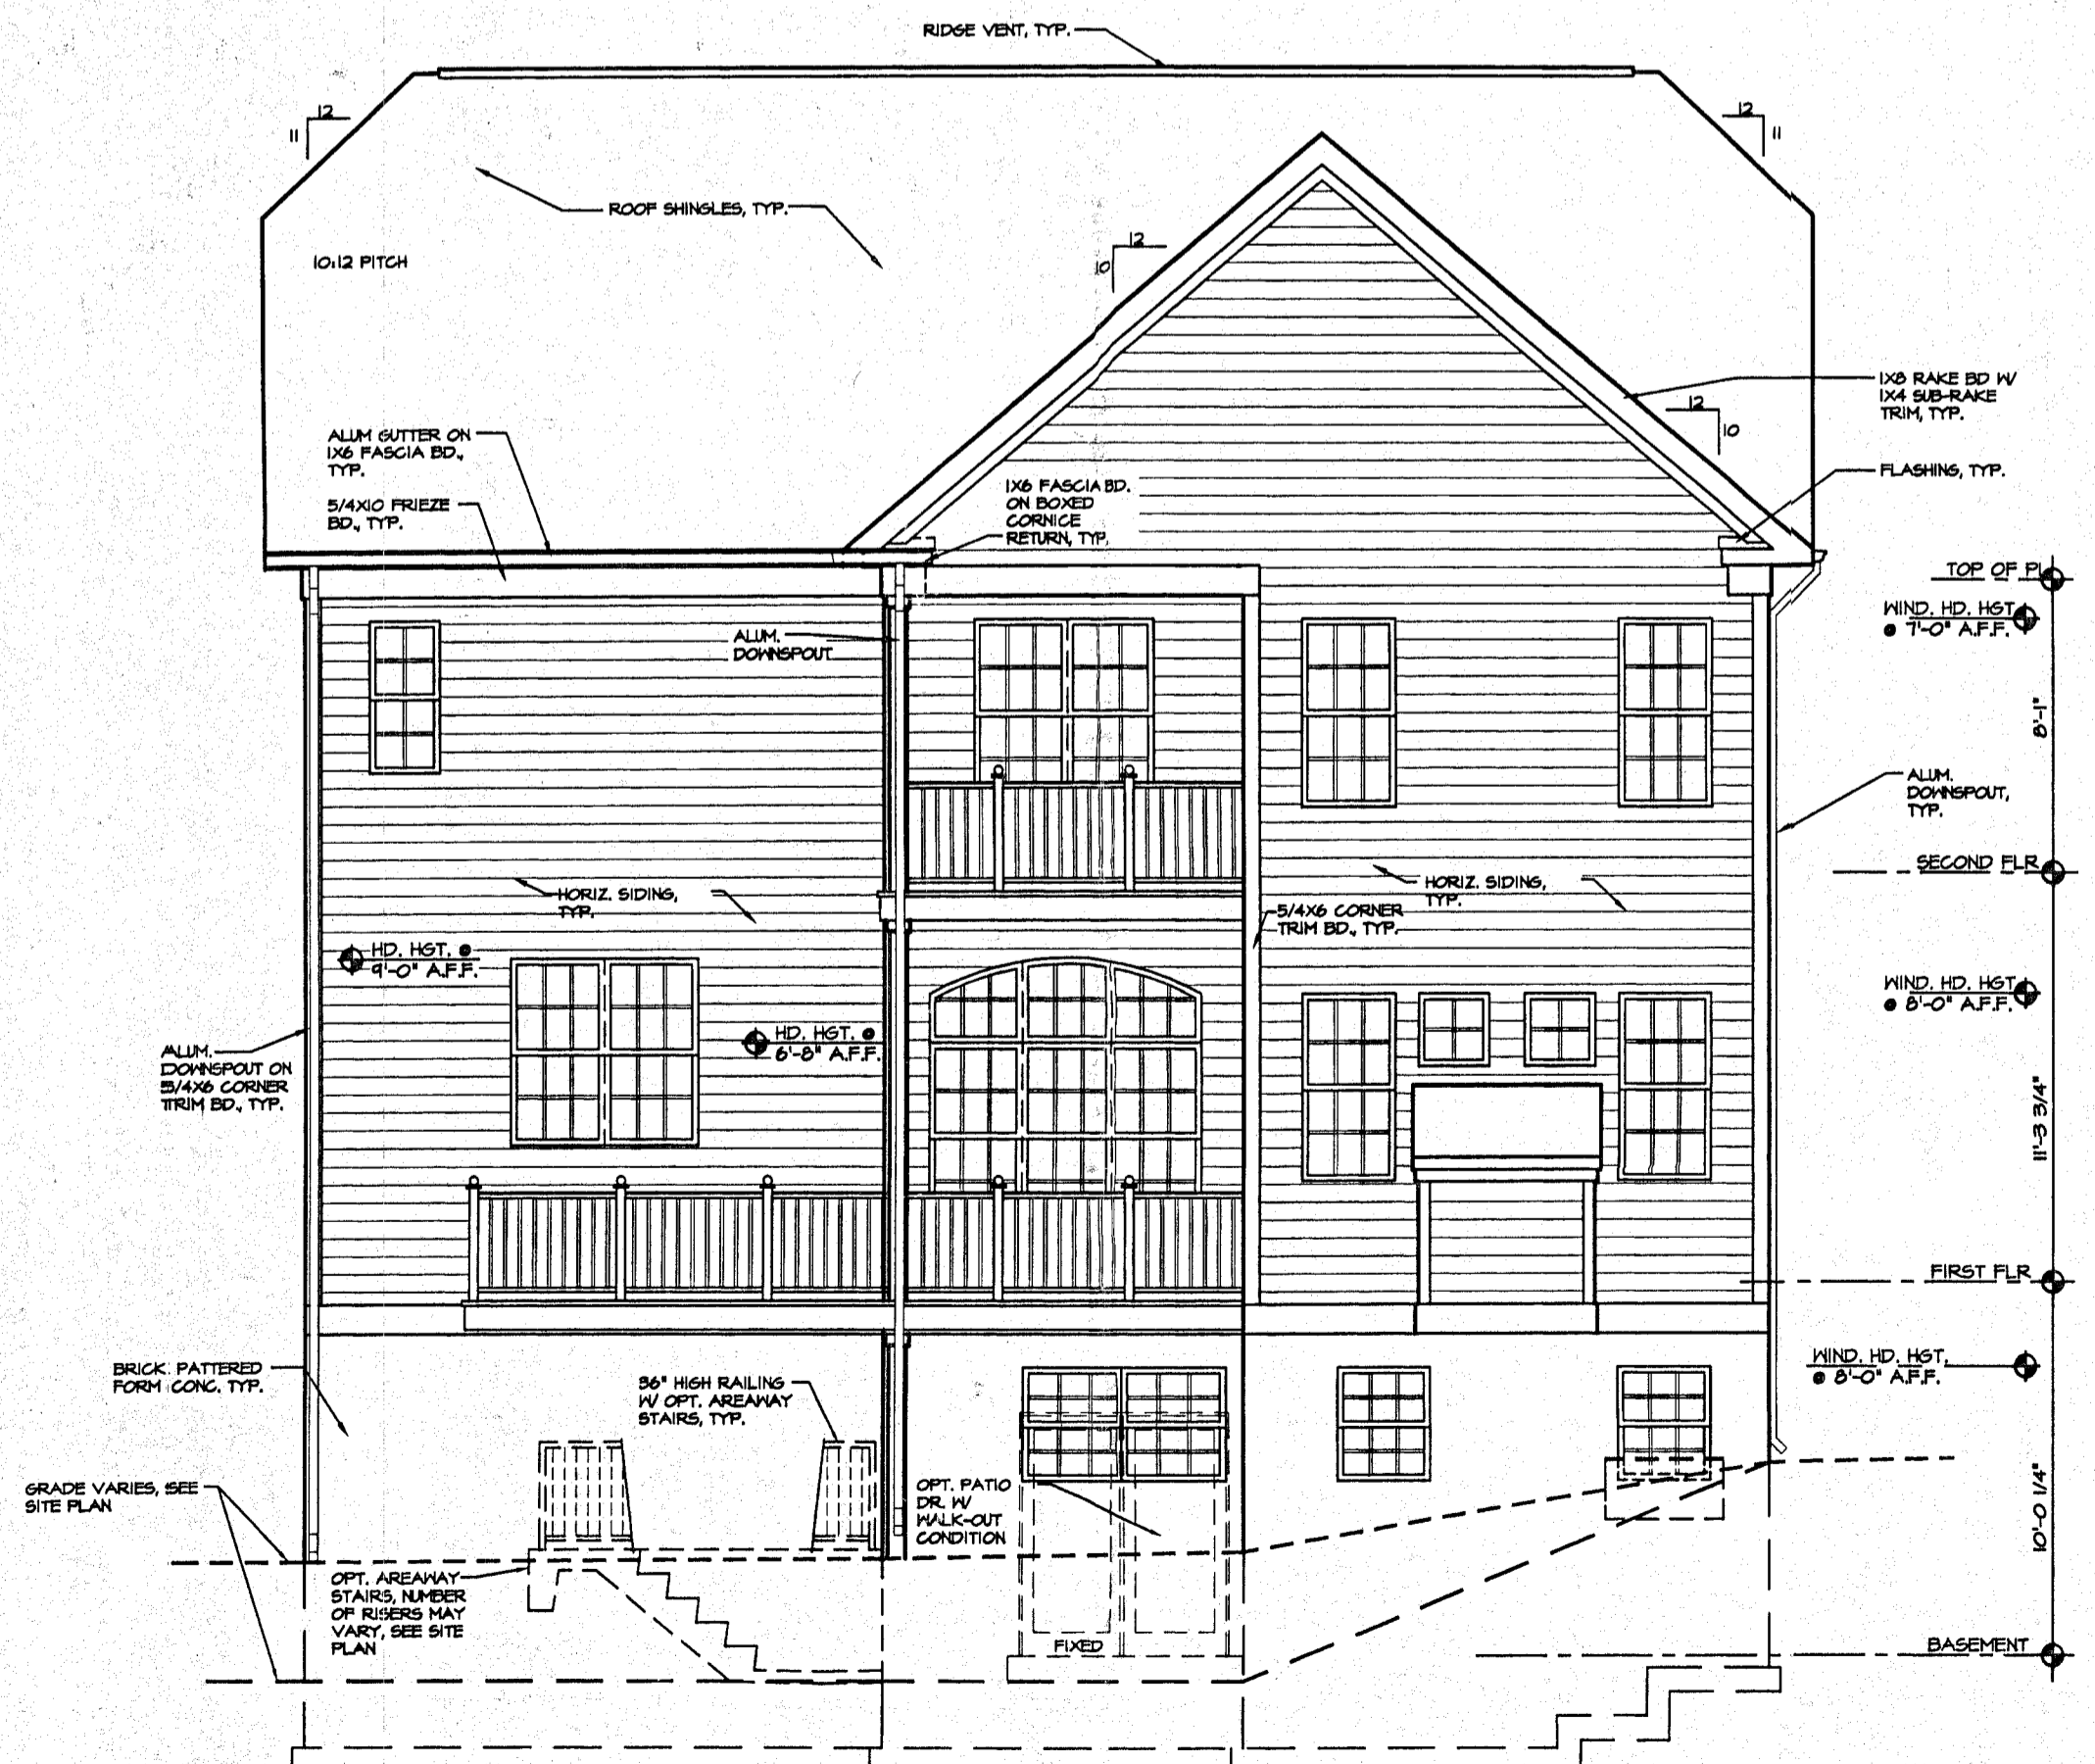 RIDGE VENT, TYP.
12
11
12
11
ROOF SHINGLES, TYP.
10:12 PITCH
12
10
1X8 RAKE BD W/
1X4 SUB-RAKE
TRIM, TYP.
12
10
ALUM GUTTER ON
1X6 FASCIA BD.,
TYP.
FLASHING, TYP.
5/4X10 FRIEZE
BD., TYP.
1X6 FASCIA BD.
ON BOXED
CORNICE
RETURN, TYP.
TOP OF PL
WIND. HD. HGT.
@ 7'-0" A.F.F.
ALUM.
DOWNSPOUT
8'-1"
ALUM.
DOWNSPOUT,
TYP.
SECOND FLR
HORIZ. SIDING,
TYP.
HORIZ. SIDING,
TYP.
5/4X6 CORNER
TRIM BD., TYP.
HD. HGT. @
9'-0" A.F.F.
WIND. HD. HGT.
@ 8'-0" A.F.F.
HD. HGT. @
6'-8" A.F.F.
ALUM.
DOWNSPOUT ON
5/4X6 CORNER
TRIM BD., TYP.
11'-3 3/4"
FIRST FLR
WIND. HD. HGT.
@ 8'-0" A.F.F.
BRICK PATTERED
FORM CONC. TYP.
36" HIGH RAILING
W/ OPT. AREAWAY
STAIRS, TYP.
GRADE VARIES, SEE
SITE PLAN
OPT. PATIO
DR. W/
WALK-OUT
CONDITION
10'-0 1/4"
OPT. AREAWAY
STAIRS, NUMBER
OF RISERS MAY
VARY, SEE SITE
PLAN
FIXED
BASEMENT